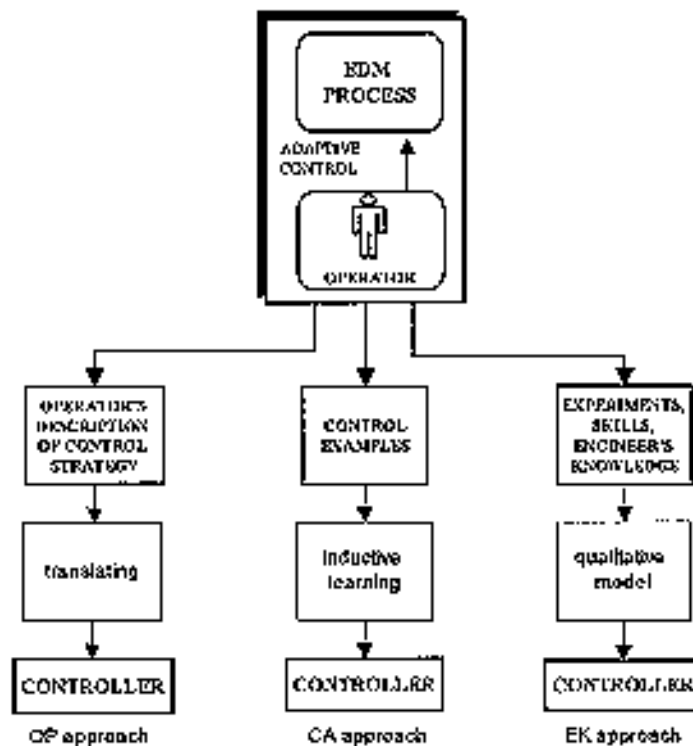 EDM
PROCESS
ADAPTIVE
CONTROL
OPERATOR
OPERATOR'S
DESCRIPTION
OF CONTROL
STRATEGY
CONTROL
EXAMPLES
EXPERIMENTS,
SKILLS,
ENGINEER'S
KNOWLEDGE
translating
inductive
learning
qualitative
model
CONTROLLER
CONTROLLER
CONTROLLER
OP approach
CA approach
EK approach